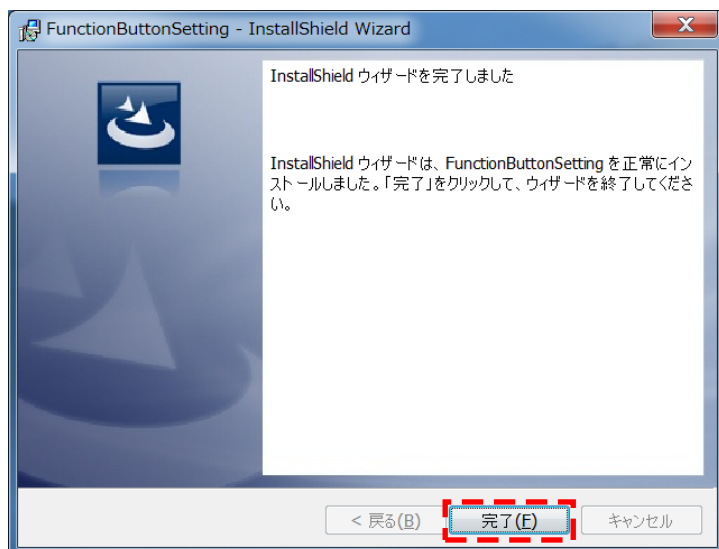 FunctionButtonSetting - InstallShield Wizard
InstallShield ウィザードを完了しました
InstallShield ウィザードは、FunctionButtonSetting を正常にイン
ストールしました。「完了」をクリックして、ウィザードを終了してくださ
い。
< 戻る(B)
完了(F)
キャンセル